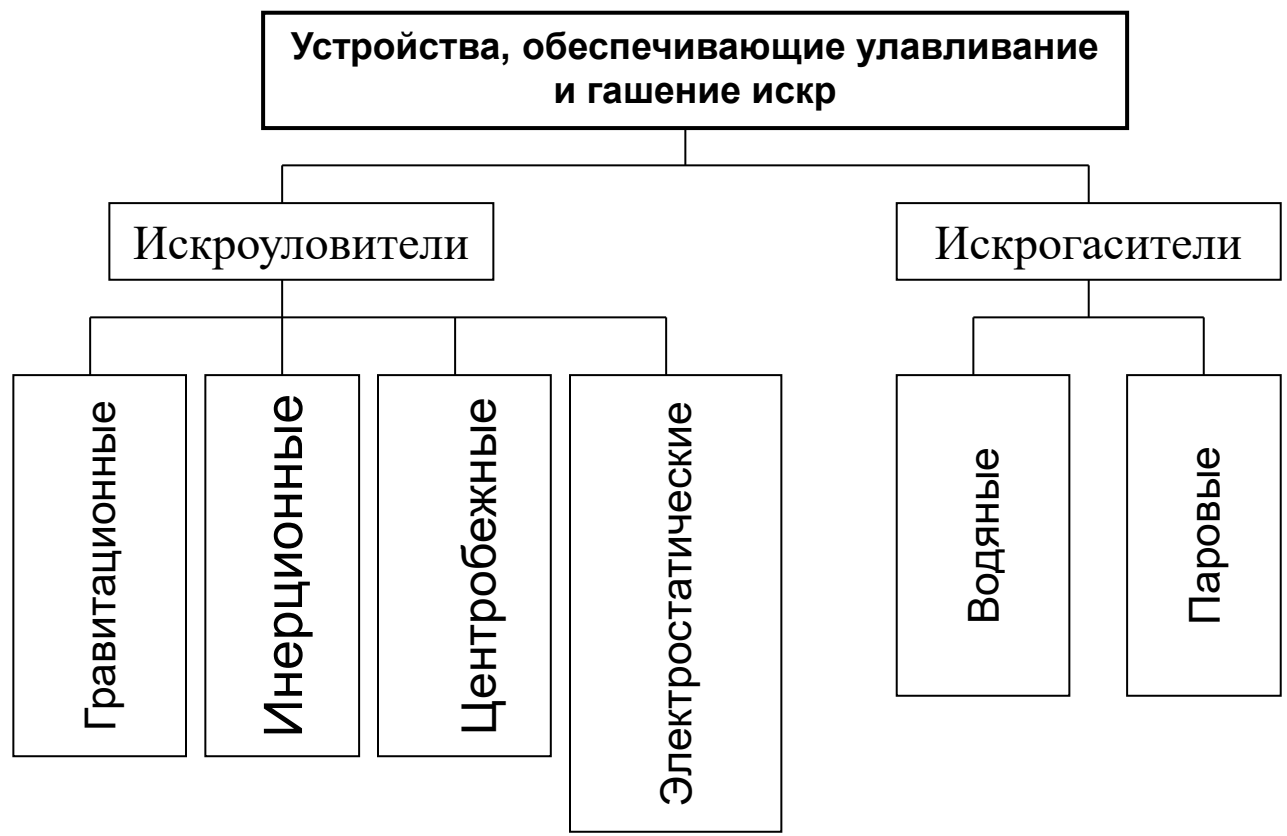 Устройства, обеспечивающие улавливание
и гашение искр
Искроуловители
Искрогасители
Гравитационные
Инерционные
Центробежные
Электростатические
Водяные
Паровые